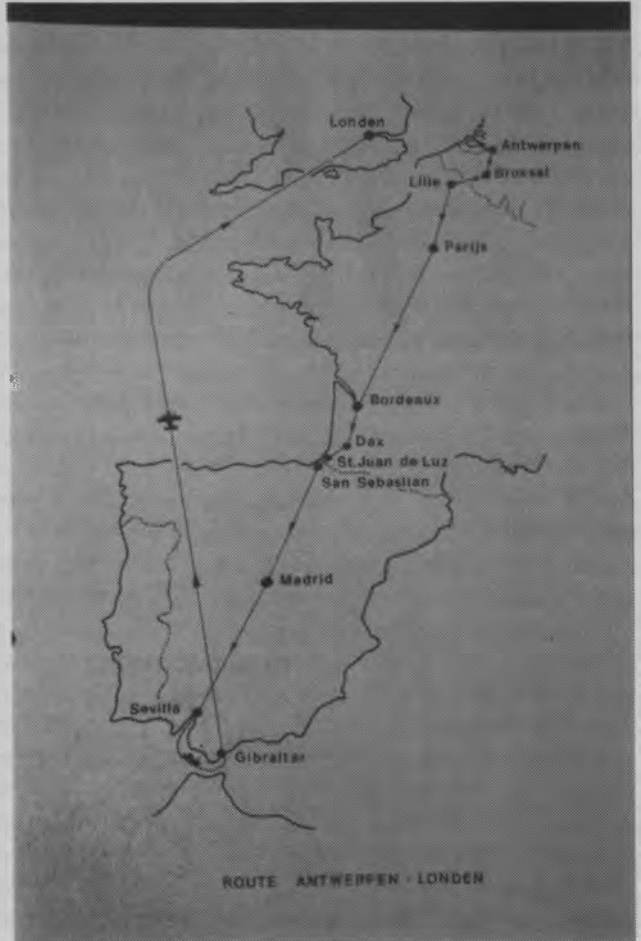 Londen
Antwerpen
Brussel
Lille
Parijs
Bordeaux
Dax
St. Juan de Luz
San Sebastian
Madrid
Sevilla
Gibraltar
ROUTE ANTWERPEN - LONDEN